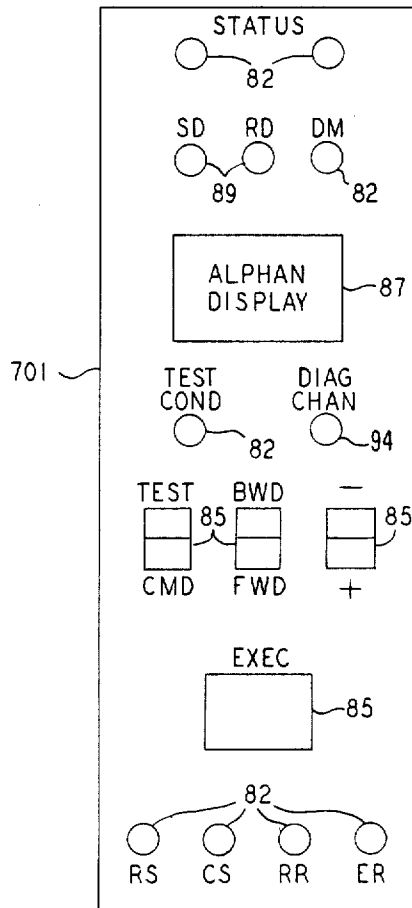 STATUS
82
SD RD DM
89 82
ALPHAN
DISPLAY
87
701
TEST
COND
DIAG
CHAN
82 94
TEST BWD −
85 85
CMD FWD +
EXEC
85
82
RS CS RR ER